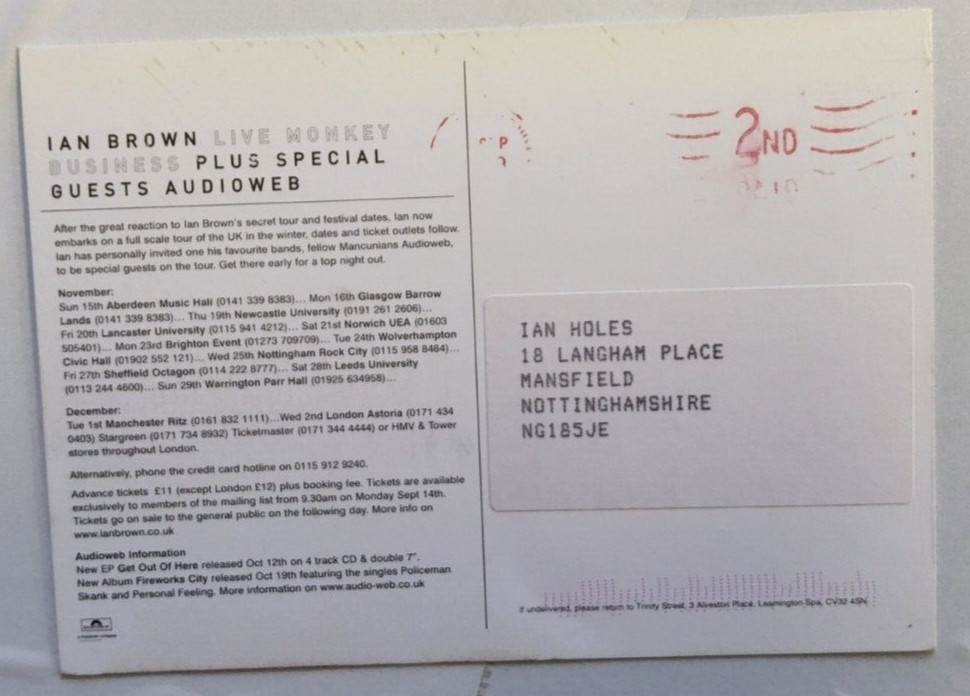 IAN BROWN LIVE MONKEY
BUSINESS PLUS SPECIAL
GUESTS AUDIOWEB
After the great reaction to Ian Brown's secret tour and festival dates, Ian now
embarks on a full scale tour of the UK in the winter, dates and ticket outlets follow.
Ian has personally invited one his favourite bands, fellow Mancunians Audioweb,
to be special guests on the tour. Get there early for a top night out.
November:
Sun 15th Aberdeen Music Hall (0141 339 8383)... Mon 16th Glasgow Barrow
Lands (0141 339 8383)... Thu 19th Newcastle University (0191 261 2606)...
Fri 20th Lancaster University (0115 941 4212)... Sat 21st Norwich UEA (01603
505401)... Mon 23rd Brighton Event (01273 709709)... Tue 24th Wolverhampton
Civic Hall (01902 552 121)... Wed 25th Nottingham Rock City (0115 958 8484)...
Fri 27th Sheffield Octagon (0114 222 8777)... Sat 28th Leeds University
(0113 244 4600)... Sun 29th Warrington Parr Hall (01925 634958)...
December:
Tue 1st Manchester Ritz (0161 832 1111)...Wed 2nd London Astoria (0171 434
0403) Stargreen (0171 734 8932) Ticketmaster (0171 344 4444) or HMV & Tower
stores throughout London.
Alternatively, phone the credit card hotline on 0115 912 9240.
Advance tickets £11 (except London £12) plus booking fee. Tickets are available
exclusively to members of the mailing list from 9.30am on Monday Sept 14th.
Tickets go on sale to the general public on the following day. More info on
www.ianbrown.co.uk
Audioweb Information
New EP Get Out Of Here released Oct 12th on 4 track CD & double 7".
New Album Fireworks City released Oct 19th featuring the singles Policeman
Skank and Personal Feeling. More information on www.audio-web.co.uk
P
2ND
IAN HOLES
18 LANGHAM PLACE
MANSFIELD
NOTTINGHAMSHIRE
NG185JE
If undelivered, please return to Trinity Street, 3 Alveston Place, Leamington Spa, CV32 4SN